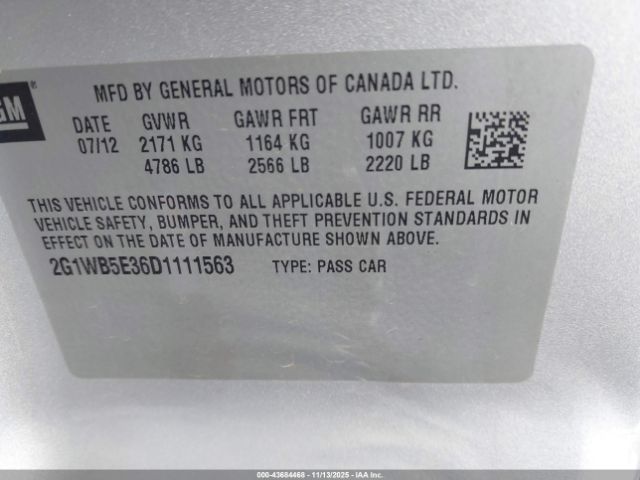 GM®
MFD BY GENERAL MOTORS OF CANADA LTD.
DATE GVWR GAWR FRT GAWR RR
07/12 2171 KG 1164 KG 1007 KG
4786 LB 2566 LB 2220 LB
THIS VEHICLE CONFORMS TO ALL APPLICABLE U.S. FEDERAL MOTOR
VEHICLE SAFETY, BUMPER, AND THEFT PREVENTION STANDARDS IN
EFFECT ON THE DATE OF MANUFACTURE SHOWN ABOVE.
2G1WB5E36D1111563 TYPE: PASS CAR
000-43684468 - 11/13/2025 - IAA Inc.